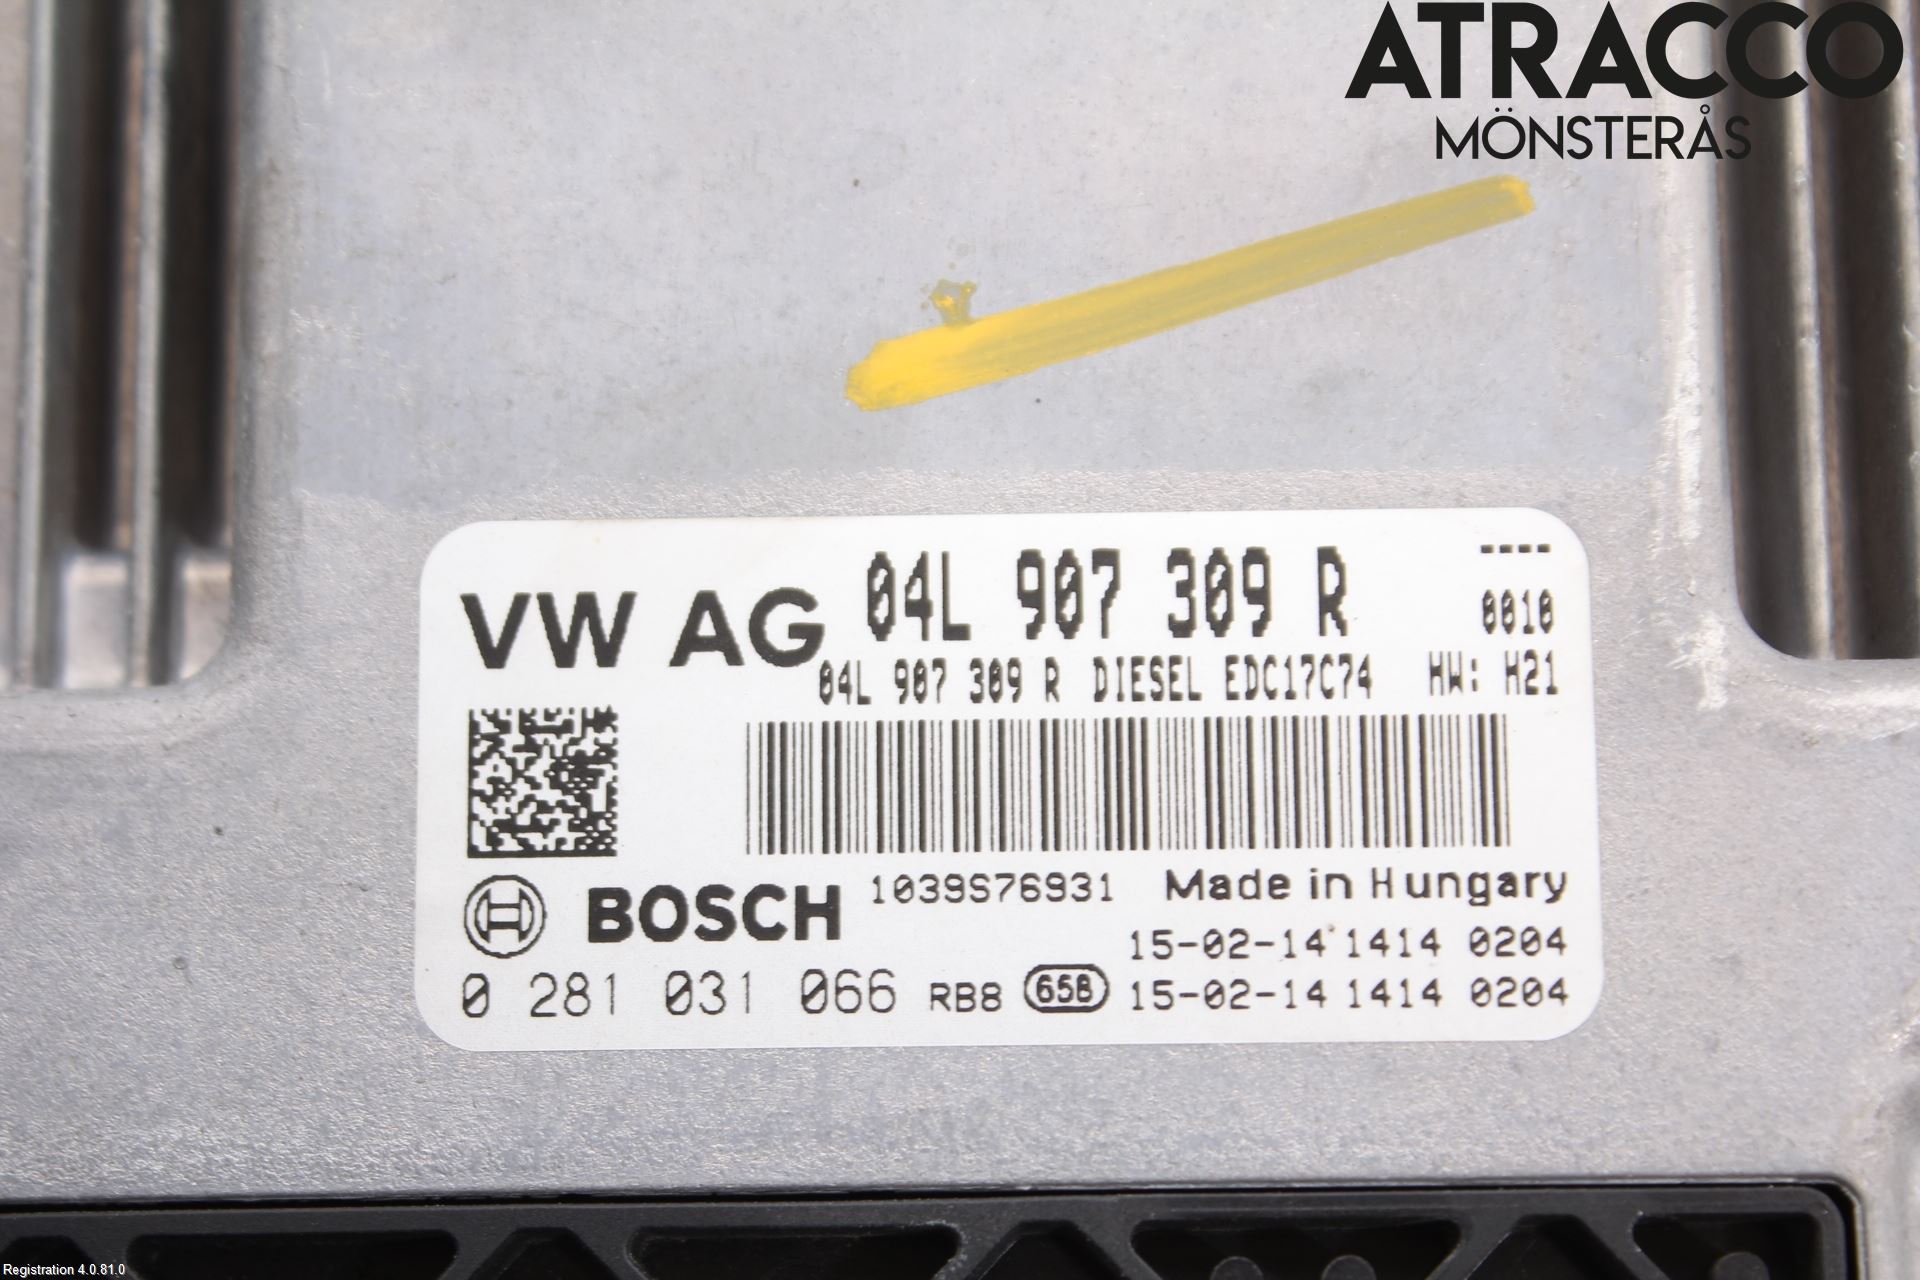 ATRACCO
MÖNSTERÅS
VW AG 04L 907 309 R ----
0010
04L 907 309 R DIESEL EDC17C74 HW: H21
BOSCH 1039S76931 Made in Hungary
15-02-14 1414 0204
0 281 031 066 RB8 658 15-02-14 1414 0204
Registration 4.0.81.0